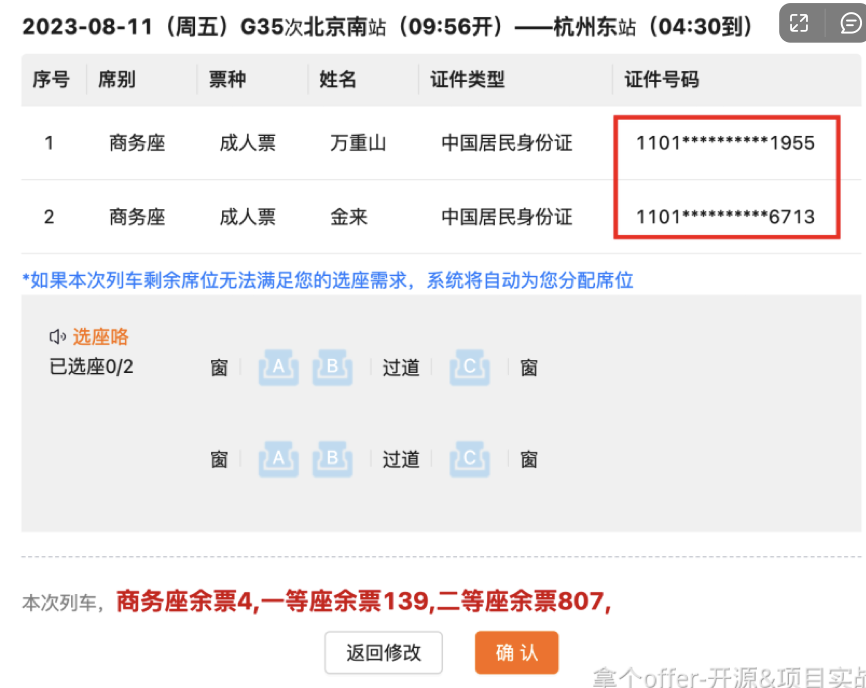 2023-08-11（周五）G35次北京南站（09:56开）——杭州东站（04:30到）
序号 席别 票种 姓名 证件类型 证件号码
1 商务座 成人票 万重山 中国居民身份证 1101**********1955
2 商务座 成人票 金来 中国居民身份证 1101**********6713
*如果本次列车剩余席位无法满足您的选座需求，系统将自动为您分配席位
选座咯
已选座0/2 窗 A B 过道 C 窗
窗 A B 过道 C 窗
本次列车，商务座余票4,一等座余票139,二等座余票807,
返回修改 确认
拿个offer-开源&项目实战